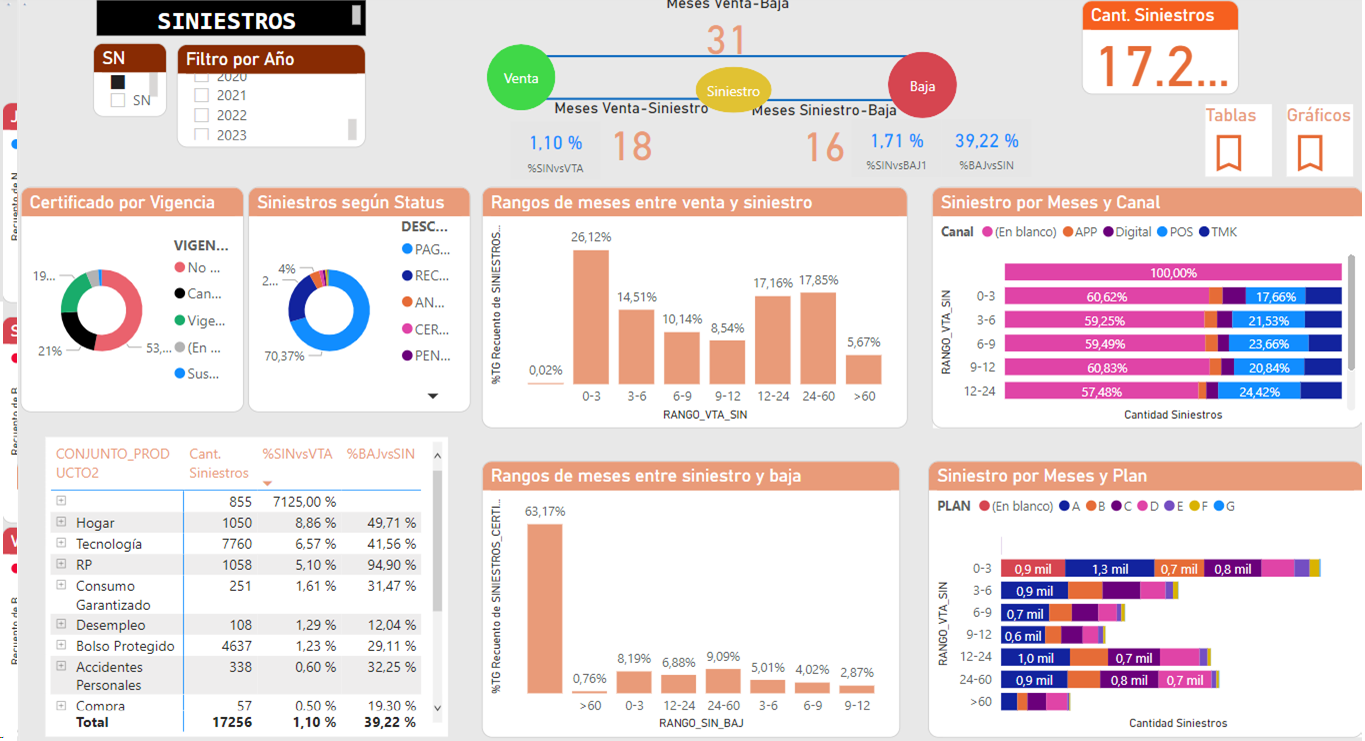 SINIESTROS
SN
SN
Filtro por Año
2020
2021
2022
2023
Meses Venta-Baja
31
Venta
Siniestro
Baja
Meses Venta-Siniestro
Meses Siniestro-Baja
1,10 %
%SINvsVTA
18
16
1,71 %
%SINvsBAJ1
39,22 %
%BAJvsSIN
Cant. Siniestros
17.2...
Tablas
Gráficos
Certificado por Vigencia
VIGEN...
No ...
Can...
Vige...
(En ...
Sus...
19...
21%
53,...
Siniestros según Status
DESC...
PAG...
REC...
AN...
CER...
PEN...
4%
2...
70,37%
Rangos de meses entre venta y siniestro
%TG Recuento de SINIESTROS...
0,02%
26,12%
14,51%
10,14%
8,54%
17,16%
17,85%
5,67%
0-3
3-6
6-9
9-12
12-24
24-60
>60
RANGO_VTA_SIN
Siniestro por Meses y Canal
Canal (En blanco) APP Digital POS TMK
RANGO_VTA_SIN
100,00%
0-3 60,62% 17,66%
3-6 59,25% 21,53%
6-9 59,49% 23,66%
9-12 60,83% 20,84%
12-24 57,48% 24,42%
Cantidad Siniestros
CONJUNTO_PROD
UCTO2
Cant.
Siniestros
%SINvsVTA
%BAJvsSIN
855 7125,00 %
Hogar 1050 8,86 % 49,71 %
Tecnología 7760 6,57 % 41,56 %
RP 1058 5,10 % 94,90 %
Consumo 251 1,61 % 31,47 %
Garantizado
Desempleo 108 1,29 % 12,04 %
Bolso Protegido 4637 1,23 % 29,11 %
Accidentes 338 0,60 % 32,25 %
Personales
Compra 57 0,50 % 19,30 %
Total 17256 1,10 % 39,22 %
Rangos de meses entre siniestro y baja
%TG Recuento de SINIESTROS_CERTI...
63,17%
0,76%
8,19%
6,88%
9,09%
5,01%
4,02%
2,87%
>60
0-3
12-24
24-60
3-6
6-9
9-12
RANGO_SIN_BAJ
Siniestro por Meses y Plan
PLAN (En blanco) A B C D E F G
RANGO_VTA_SIN
0-3 0,9 mil 1,3 mil 0,7 mil 0,8 mil
3-6 0,9 mil
6-9 0,7 mil
9-12 0,6 mil
12-24 1,0 mil 0,7 mil
24-60 0,9 mil 0,8 mil 0,7 mil
>60
Cantidad Siniestros